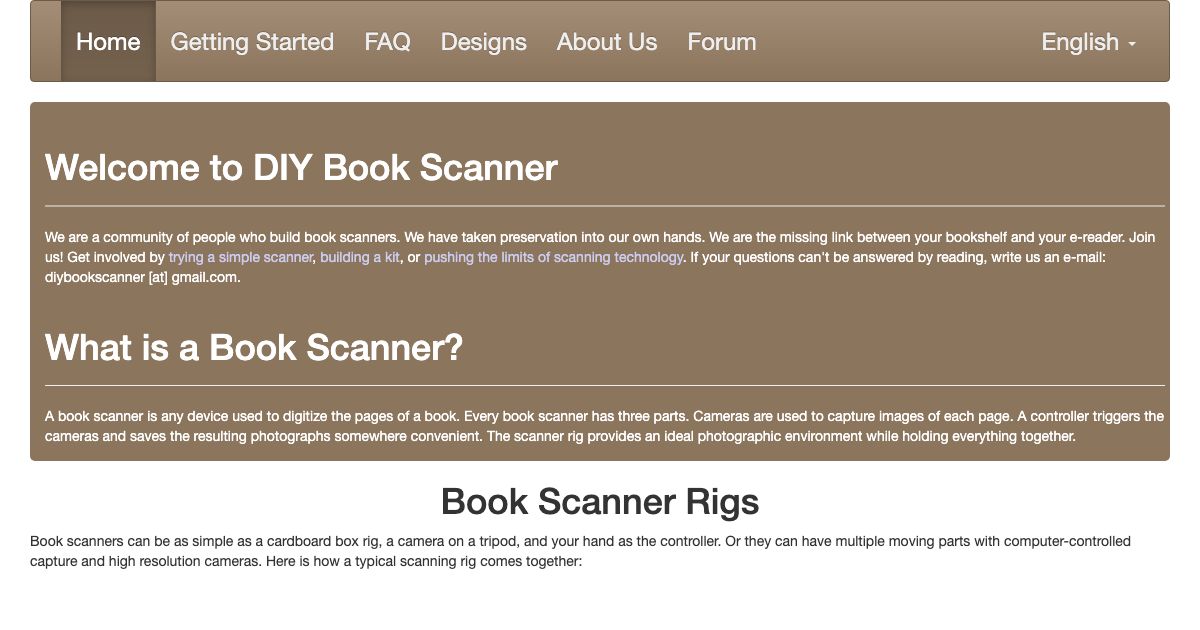 Home Getting Started FAQ Designs About Us Forum English
Welcome to DIY Book Scanner
We are a community of people who build book scanners. We have taken preservation into our own hands. We are the missing link between your bookshelf and your e-reader. Join
us! Get involved by trying a simple scanner, building a kit, or pushing the limits of scanning technology. If your questions can't be answered by reading, write us an e-mail:
diybookscanner [at] gmail.com.
What is a Book Scanner?
A book scanner is any device used to digitize the pages of a book. Every book scanner has three parts. Cameras are used to capture images of each page. A controller triggers the
cameras and saves the resulting photographs somewhere convenient. The scanner rig provides an ideal photographic environment while holding everything together.
Book Scanner Rigs
Book scanners can be as simple as a cardboard box rig, a camera on a tripod, and your hand as the controller. Or they can have multiple moving parts with computer-controlled
capture and high resolution cameras. Here is how a typical scanning rig comes together: